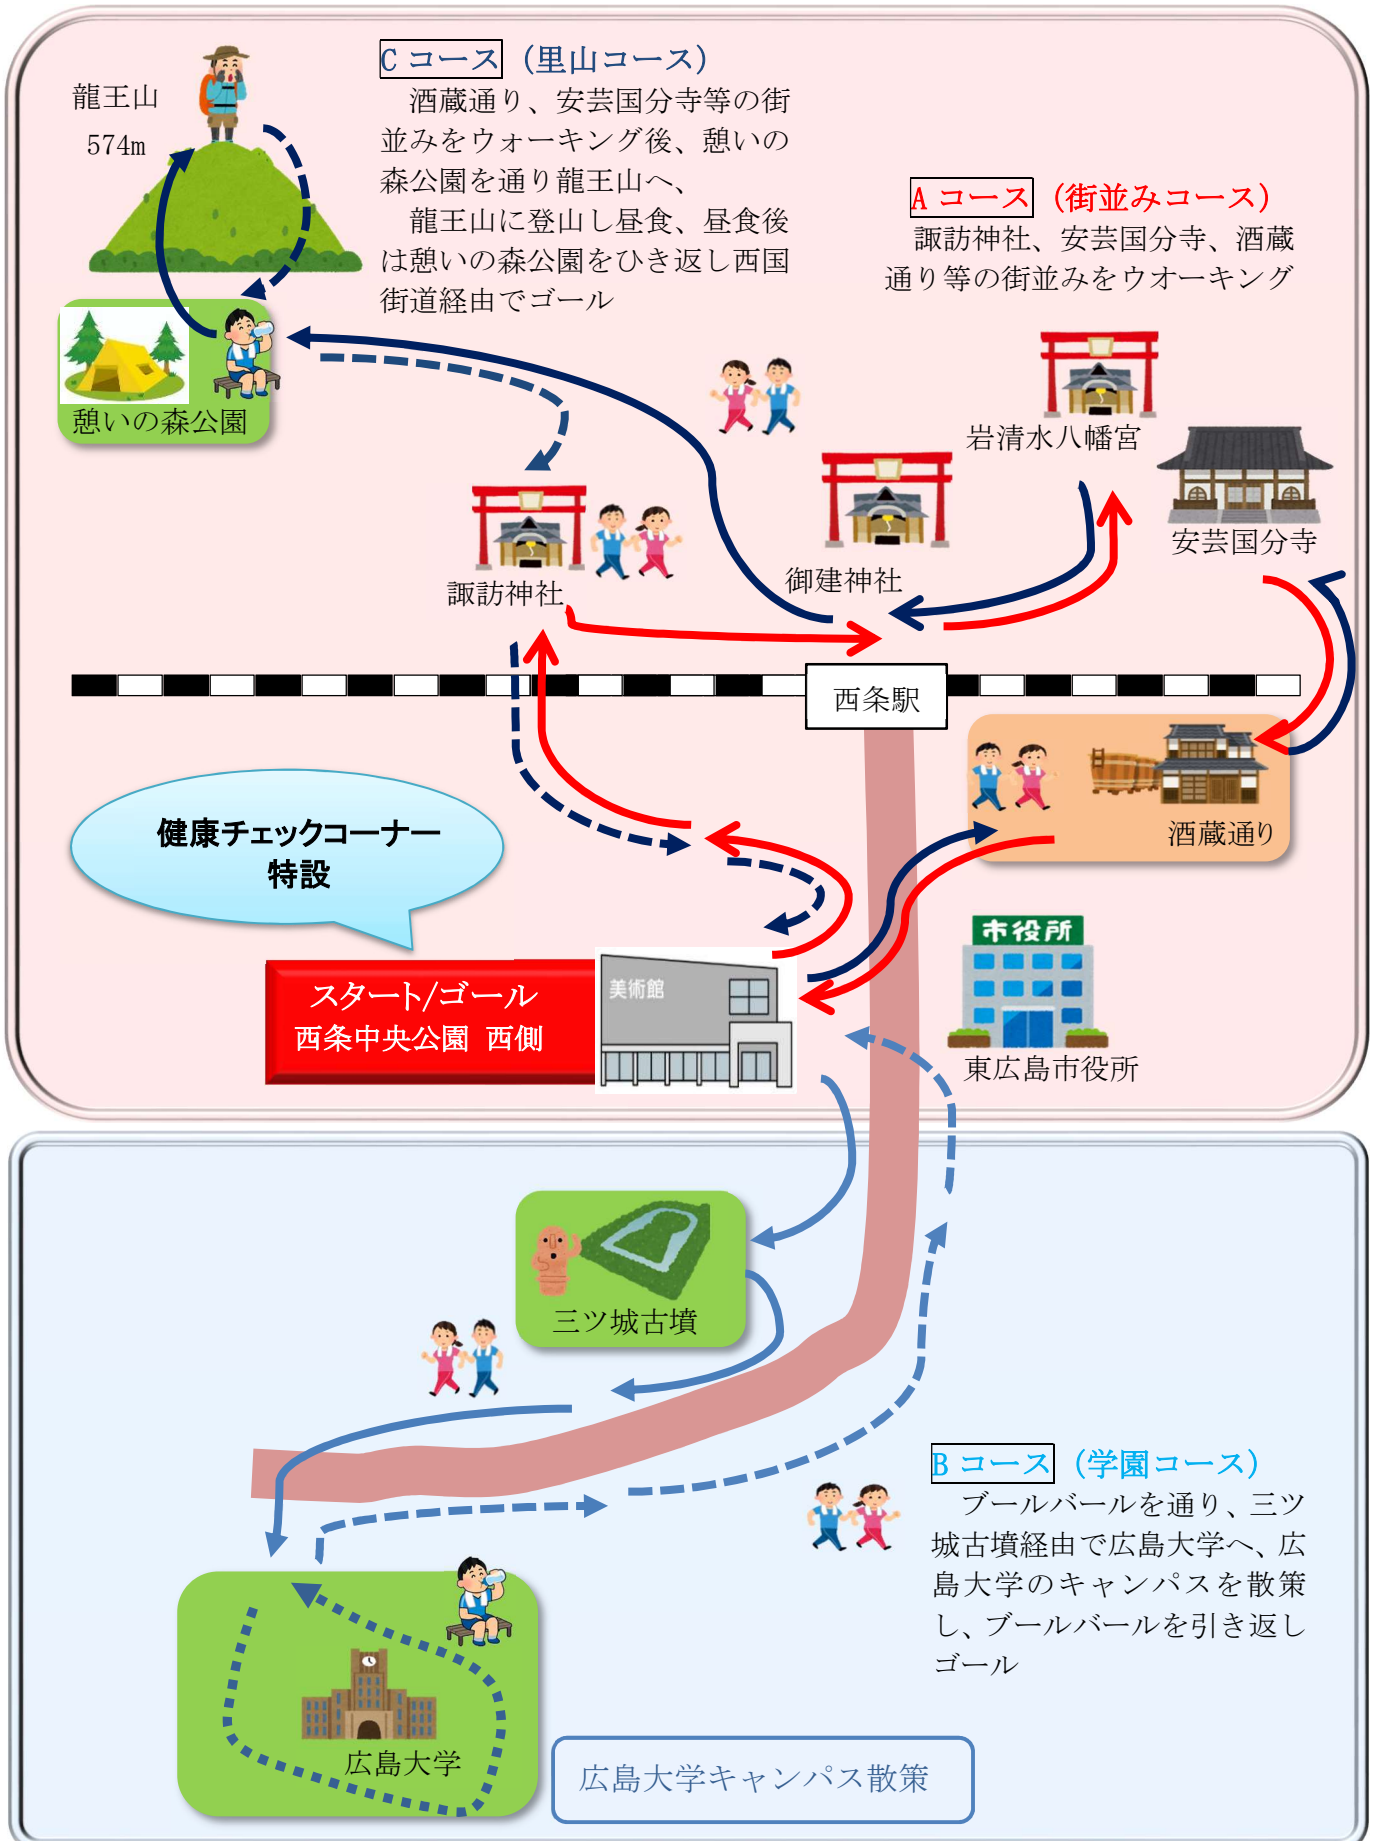 龍王山
574m
C コース（里山コース）
酒蔵通り、安芸国分寺等の街
並みをウォーキング後、憩いの
森公園を通り龍王山へ、
龍王山に登山し昼食、昼食後
は憩いの森公園をひき返し西国
街道経由でゴール
A コース（街並みコース）
諏訪神社、安芸国分寺、酒蔵
通り等の街並みをウオーキング
憩いの森公園
岩清水八幡宮
安芸国分寺
御建神社
諏訪神社
西条駅
酒蔵通り
健康チェックコーナー
特設
スタート/ゴール
西条中央公園 西側
美術館
市役所
東広島市役所
三ツ城古墳
B コース（学園コース）
ブールバールを通り、三ツ
城古墳経由で広島大学へ、広
島大学のキャンパスを散策
し、ブールバールを引き返し
ゴール
広島大学
広島大学キャンパス散策